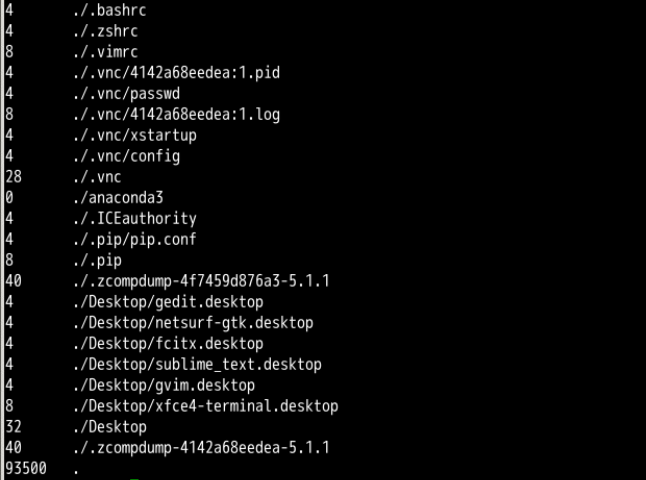 4 ./.bashrc
4 ./.zshrc
8 ./.vimrc
4 ./.vnc/4142a68eedea:1.pid
4 ./.vnc/passwd
8 ./.vnc/4142a68eedea:1.log
4 ./.vnc/xstartup
4 ./.vnc/config
28 ./.vnc
0 ./anaconda3
4 ./.ICEauthority
4 ./.pip/pip.conf
8 ./.pip
40 ./.zcompdump-4f7459d876a3-5.1.1
4 ./Desktop/gedit.desktop
4 ./Desktop/netsurf-gtk.desktop
4 ./Desktop/fcitx.desktop
4 ./Desktop/sublime_text.desktop
4 ./Desktop/gvim.desktop
8 ./Desktop/xfce4-terminal.desktop
32 ./Desktop
40 ./.zcompdump-4142a68eedea-5.1.1
93500 .